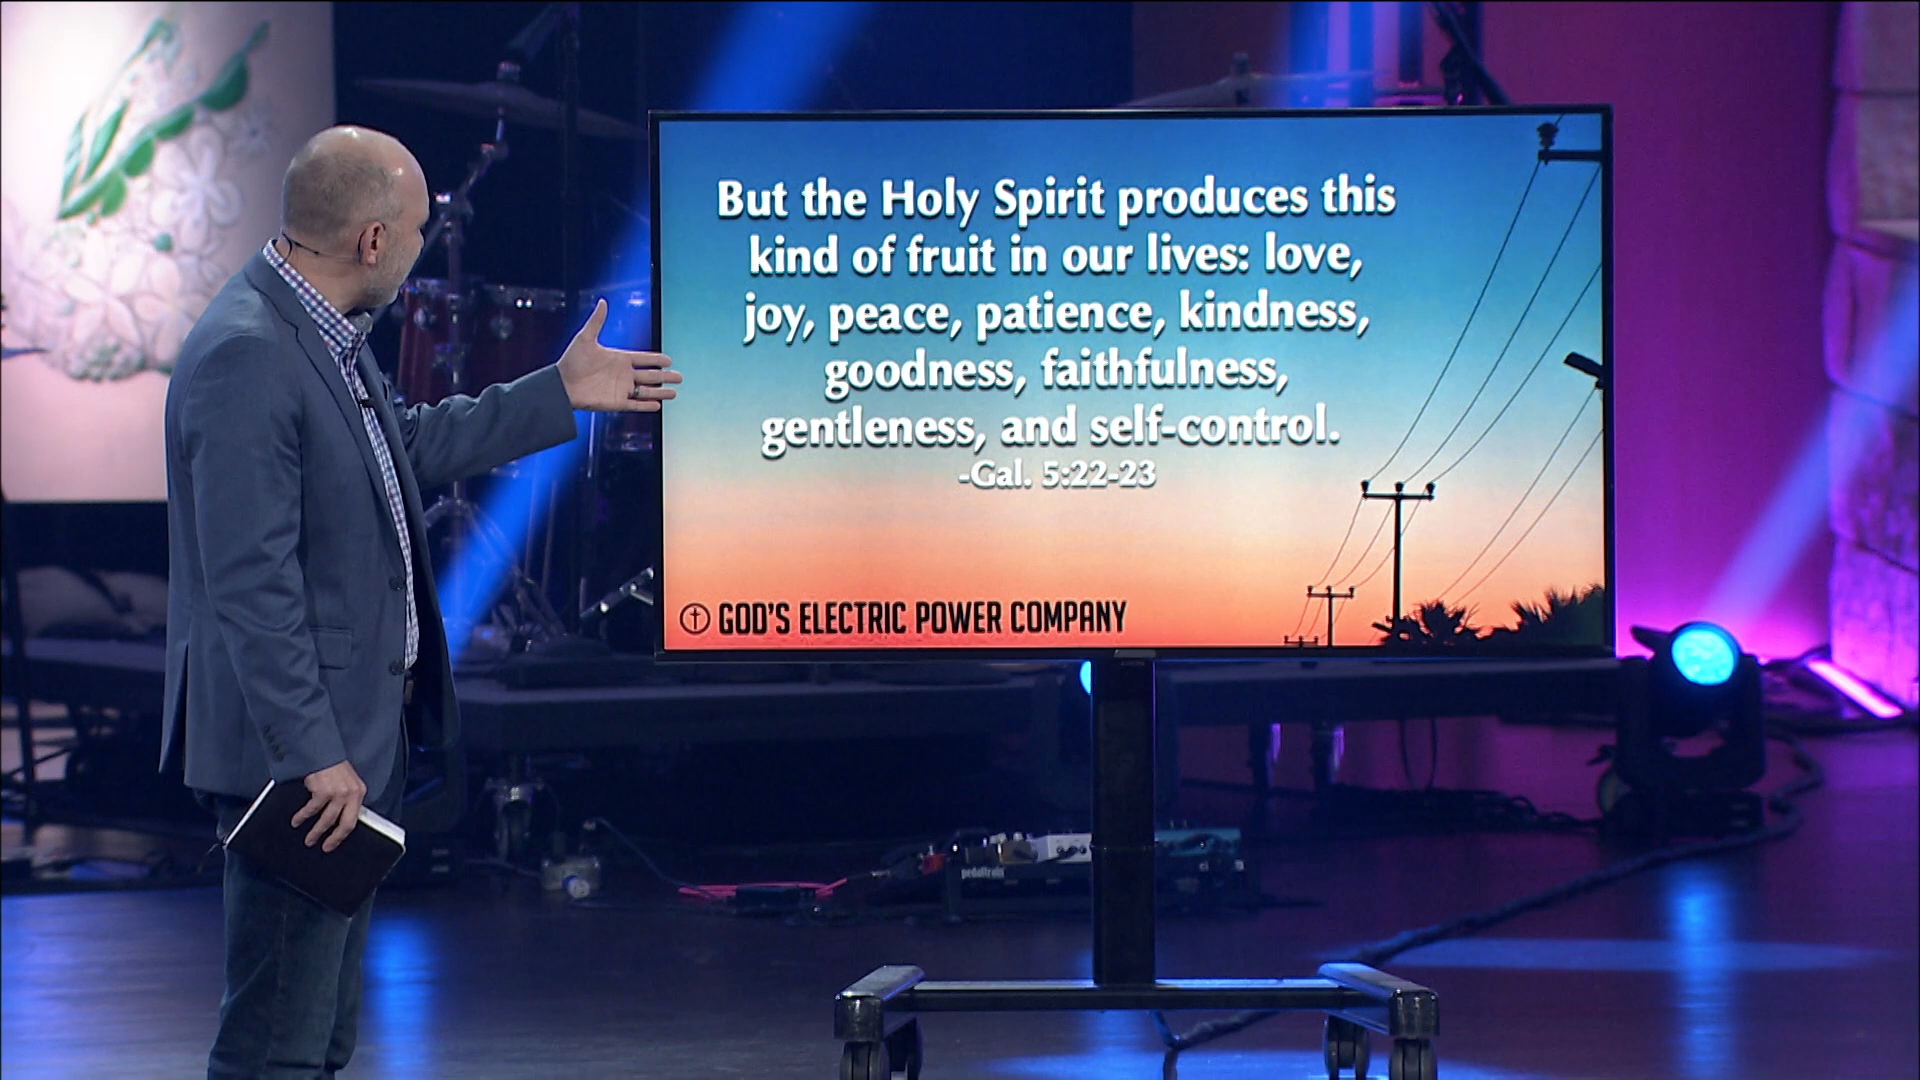 But the Holy Spirit produces this
kind of fruit in our lives: love,
joy, peace, patience, kindness,
goodness, faithfulness,
gentleness, and self-control.
-Gal. 5:22-23
GOD'S ELECTRIC POWER COMPANY
pedaltrain